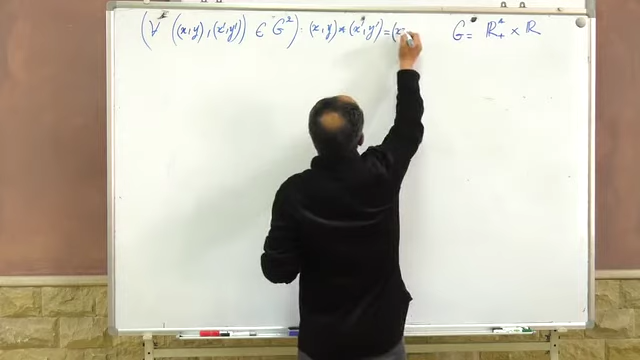 (∀ ((x,y),(x',y')) ∈ G²) · (x,y)*(x',y') = (x G = ℝ₊* × ℝ